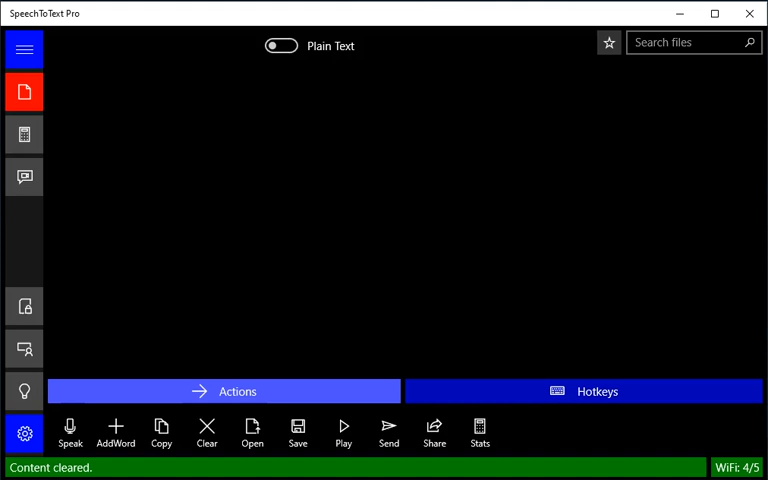 SpeechToText Pro
Plain Text
Search files
Actions
Hotkeys
Speak
AddWord
Copy
Clear
Open
Save
Play
Send
Share
Stats
Content cleared.
WiFi: 4/5